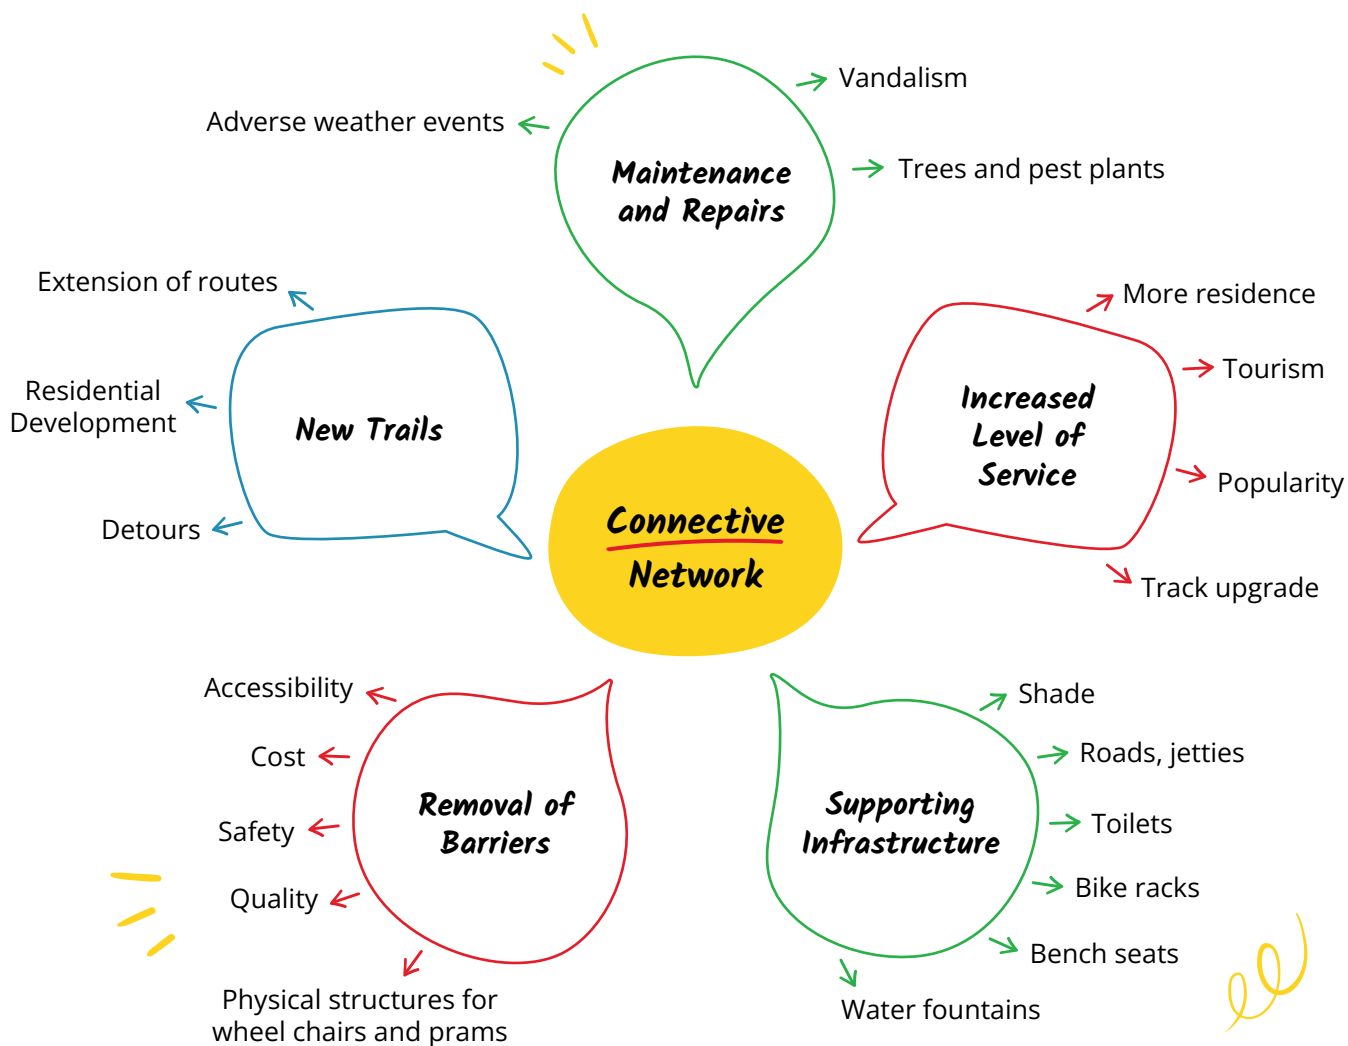 Vandalism
Adverse weather events
Trees and pest plants
Maintenance
and Repairs
Extension of routes
Residential
Development
Detours
New Trails
More residence
Tourism
Popularity
Track upgrade
Increased
Level of
Service
Connective
Network
Accessibility
Cost
Safety
Quality
Physical structures for
wheel chairs and prams
Removal of
Barriers
Supporting
Infrastructure
Shade
Roads, jetties
Toilets
Bike racks
Bench seats
Water fountains